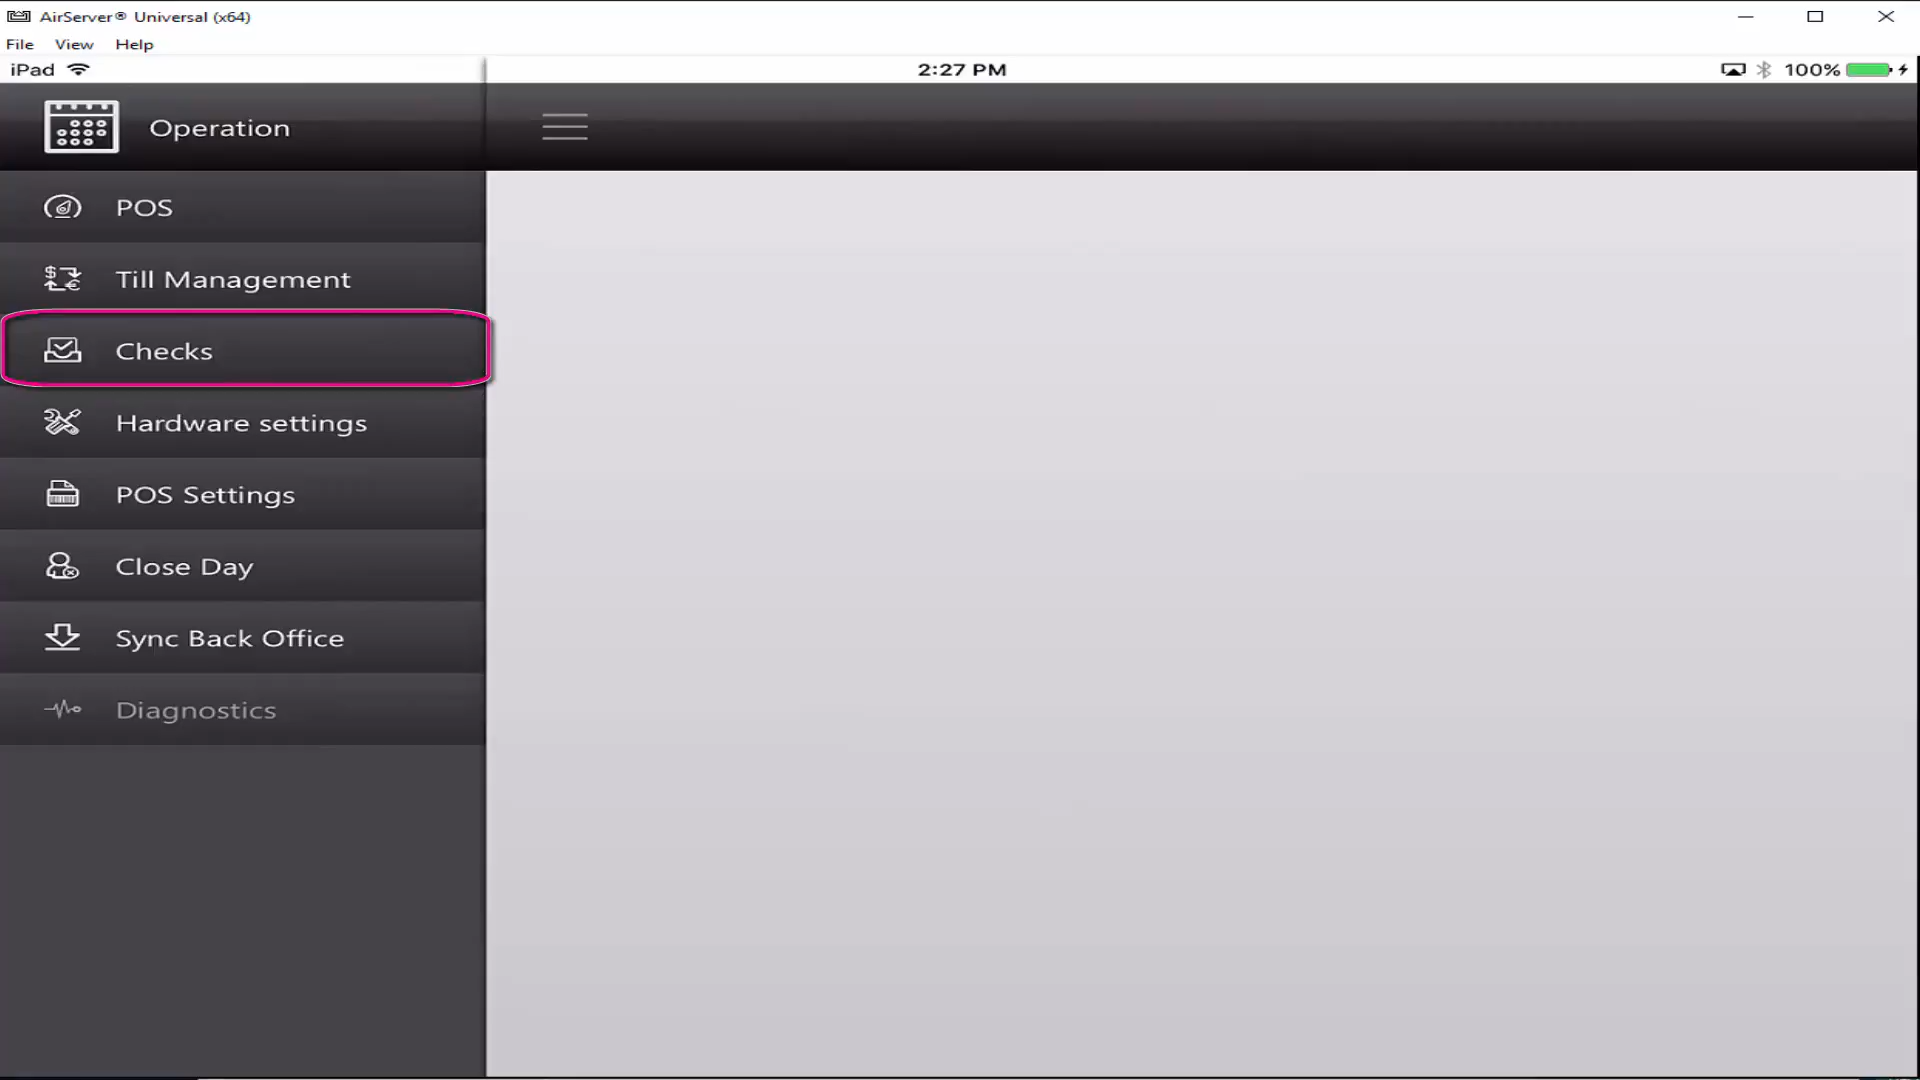 AirServer® Universal (x64)
File View Help
iPad 2:27 PM 100%
Operation
POS
Till Management
Checks
Hardware settings
POS Settings
Close Day
Sync Back Office
Diagnostics